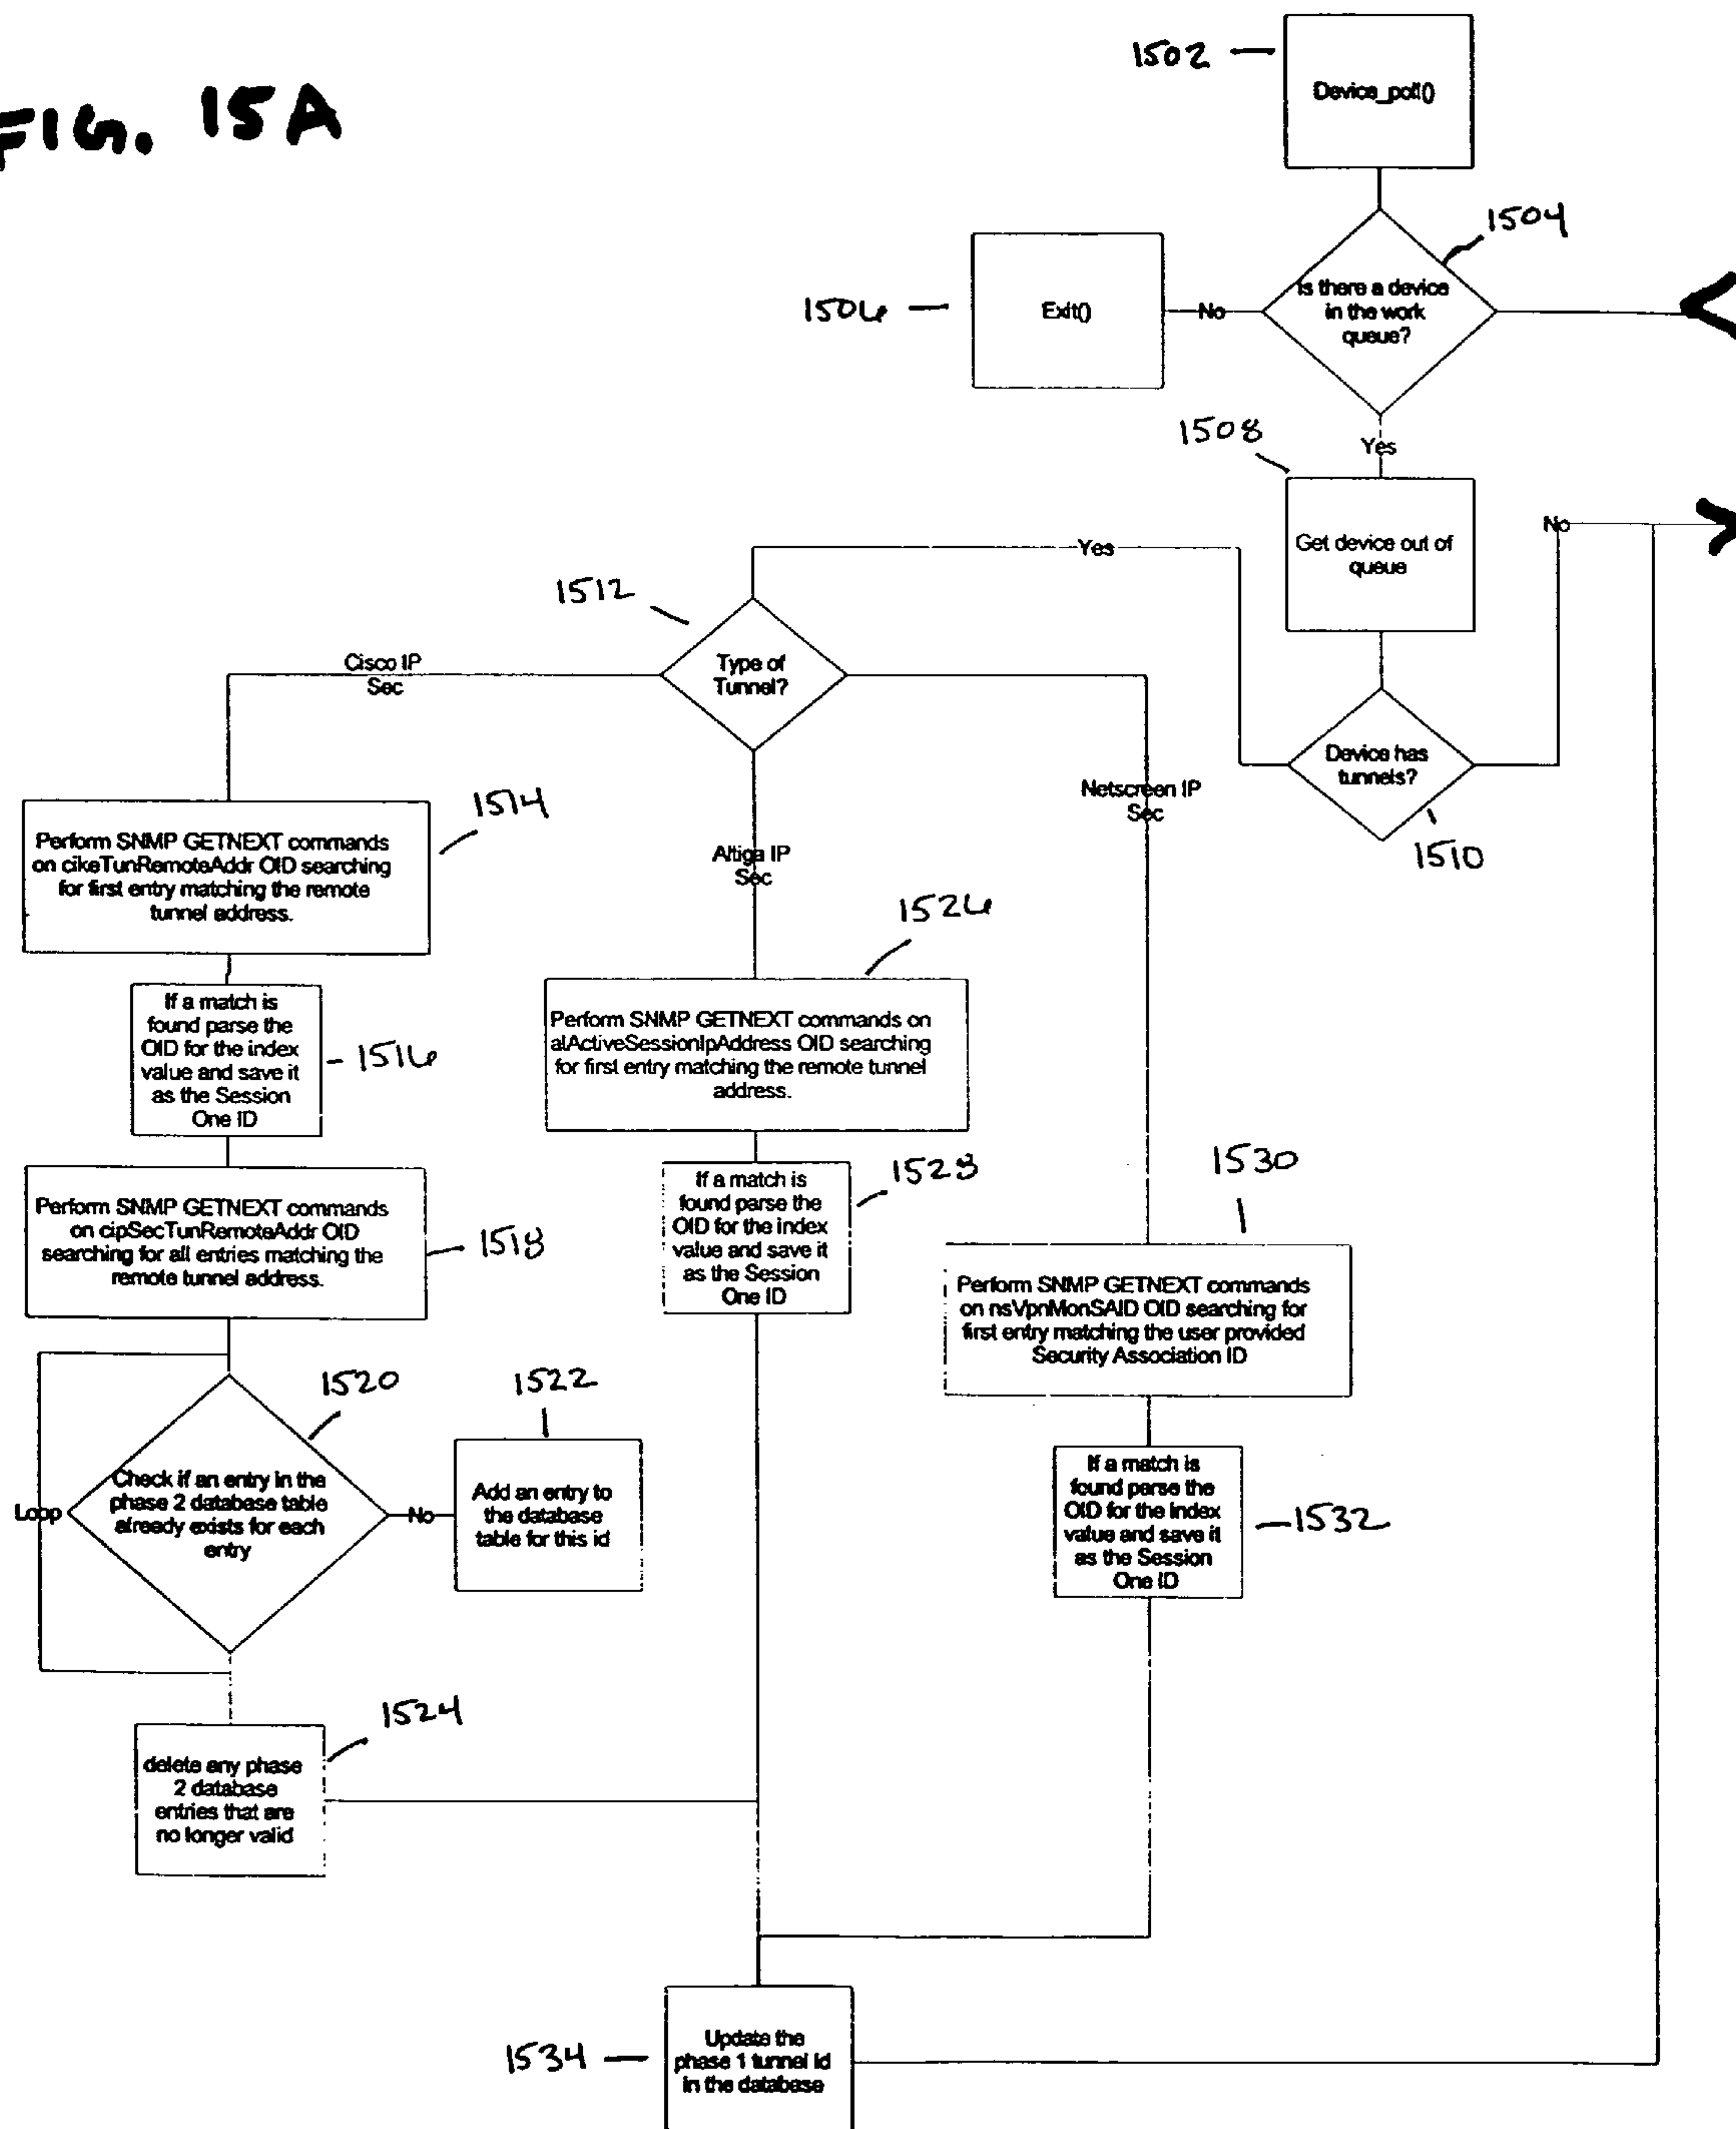 FIG. 15A
1502
Device_poll()
1504
Is there a device
in the work
queue?
1506
Exit()
No
Yes
1508
Get device out of
queue
No
Yes
1512
Type of
Tunnel?
Device has
tunnels?
1510
Cisco IP
Sec
Altiga IP
Sec
Netscreen IP
Sec
1514
Perform SNMP GETNEXT commands
on cikeTunRemoteAddr OID searching
for first entry matching the remote
tunnel address.
If a match is
found parse the
OID for the index
value and save it
as the Session
One ID
1516
Perform SNMP GETNEXT commands
on cipSecTunRemoteAddr OID
searching for all entries matching the
remote tunnel address.
1518
1520
Check if an entry in the
phase 2 database table
already exists for each
entry
Loop
No
1522
Add an entry to
the database
table for this id
1524
delete any phase
2 database
entries that are
no longer valid
1526
Perform SNMP GETNEXT commands on
alActiveSessionIpAddress OID searching
for first entry matching the remote tunnel
address.
1528
If a match is
found parse the
OID for the index
value and save it
as the Session
One ID
1530
Perform SNMP GETNEXT commands
on nsVpnMonSAID OID searching for
first entry matching the user provided
Security Association ID
If a match is
found parse the
OID for the index
value and save it
as the Session
One ID
1532
1534
Update the
phase 1 tunnel id
in the database